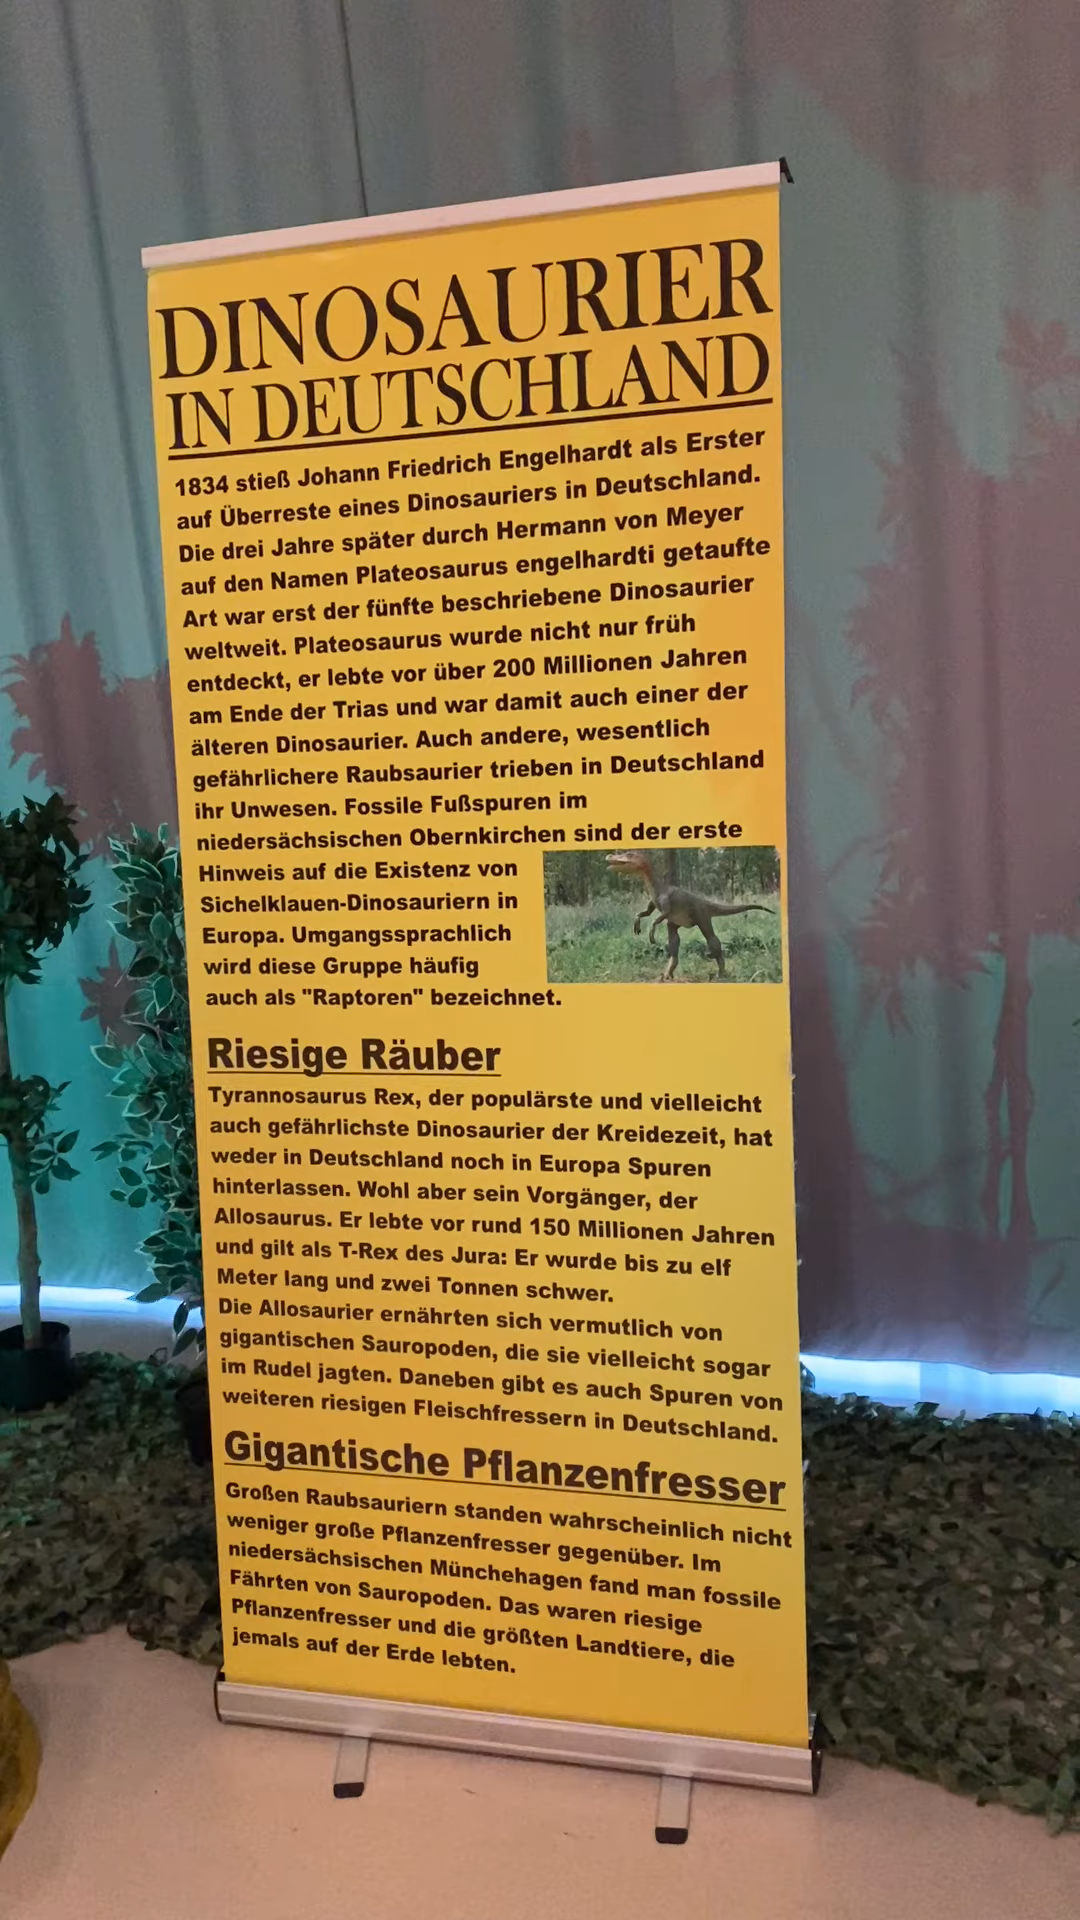 DINOSAURIER
IN DEUTSCHLAND
1834 stieß Johann Friedrich Engelhardt als Erster
auf Überreste eines Dinosauriers in Deutschland.
Die drei Jahre später durch Hermann von Meyer
auf den Namen Plateosaurus engelhardti getaufte
Art war erst der fünfte beschriebene Dinosaurier
weltweit. Plateosaurus wurde nicht nur früh
entdeckt, er lebte vor über 200 Millionen Jahren
am Ende der Trias und war damit auch einer der
älteren Dinosaurier. Auch andere, wesentlich
gefährlichere Raubsaurier trieben in Deutschland
ihr Unwesen. Fossile Fußspuren im
niedersächsischen Obernkirchen sind der erste
Hinweis auf die Existenz von
Sichelklauen-Dinosauriern in
Europa. Umgangssprachlich
wird diese Gruppe häufig
auch als "Raptoren" bezeichnet.
Riesige Räuber
Tyrannosaurus Rex, der populärste und vielleicht
auch gefährlichste Dinosaurier der Kreidezeit, hat
weder in Deutschland noch in Europa Spuren
hinterlassen. Wohl aber sein Vorgänger, der
Allosaurus. Er lebte vor rund 150 Millionen Jahren
und gilt als T-Rex des Jura: Er wurde bis zu elf
Meter lang und zwei Tonnen schwer.
Die Allosaurier ernährten sich vermutlich von
gigantischen Sauropoden, die sie vielleicht sogar
im Rudel jagten. Daneben gibt es auch Spuren von
weiteren riesigen Fleischfressern in Deutschland.
Gigantische Pflanzenfresser
Großen Raubsauriern standen wahrscheinlich nicht
weniger große Pflanzenfresser gegenüber. Im
niedersächsischen Münchehagen fand man fossile
Fährten von Sauropoden. Das waren riesige
Pflanzenfresser und die größten Landtiere, die
jemals auf der Erde lebten.